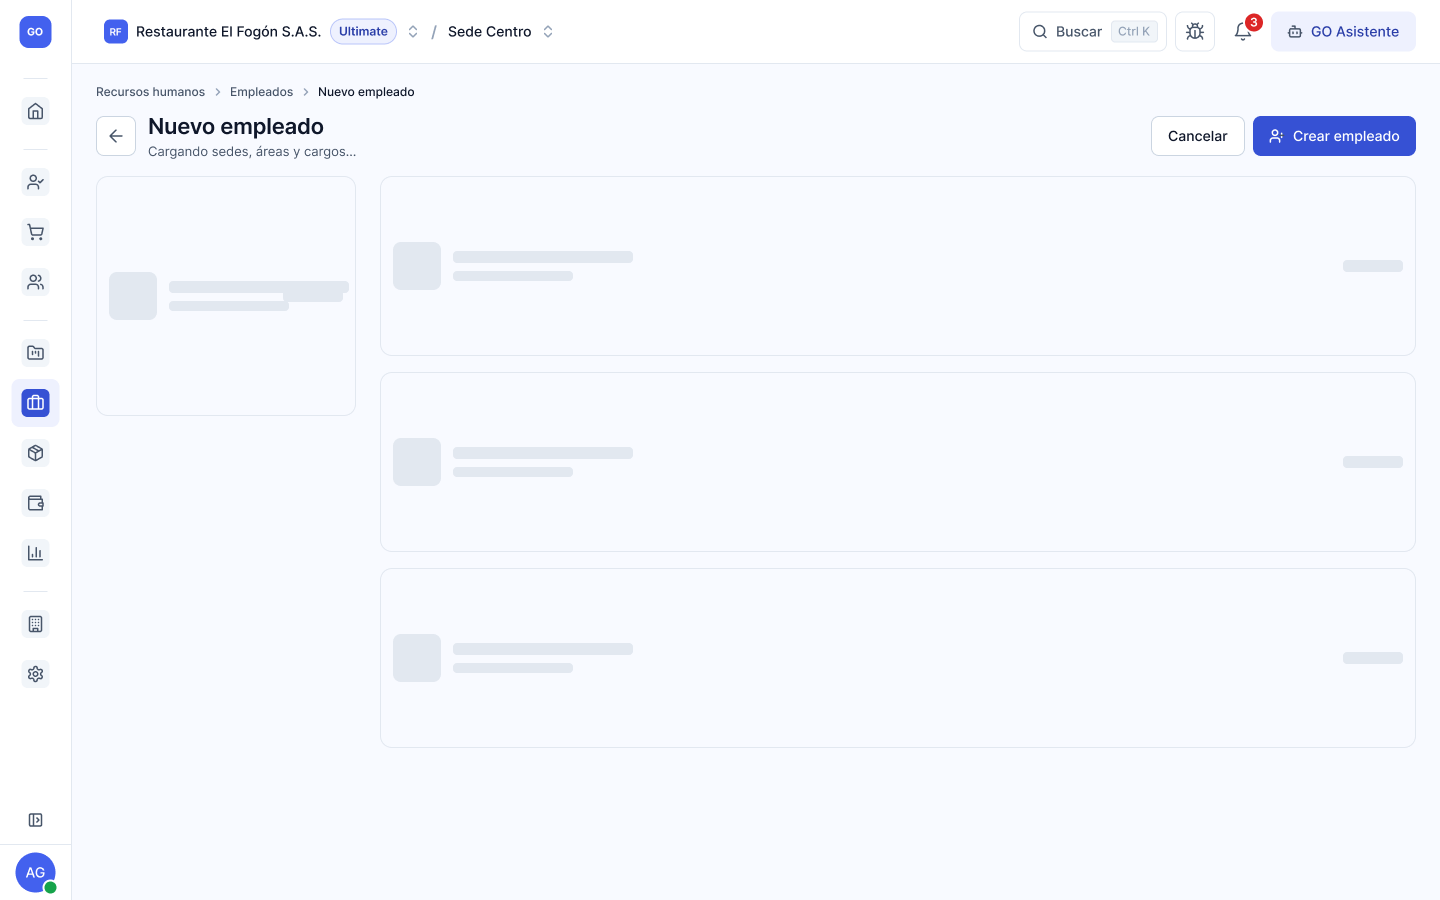 GO
RF Restaurante El Fogón S.A.S. Ultimate / Sede Centro
Buscar Ctrl K
3
GO Asistente
Recursos humanos > Empleados > Nuevo empleado
Nuevo empleado
Cargando sedes, áreas y cargos...
Cancelar
Crear empleado
AG